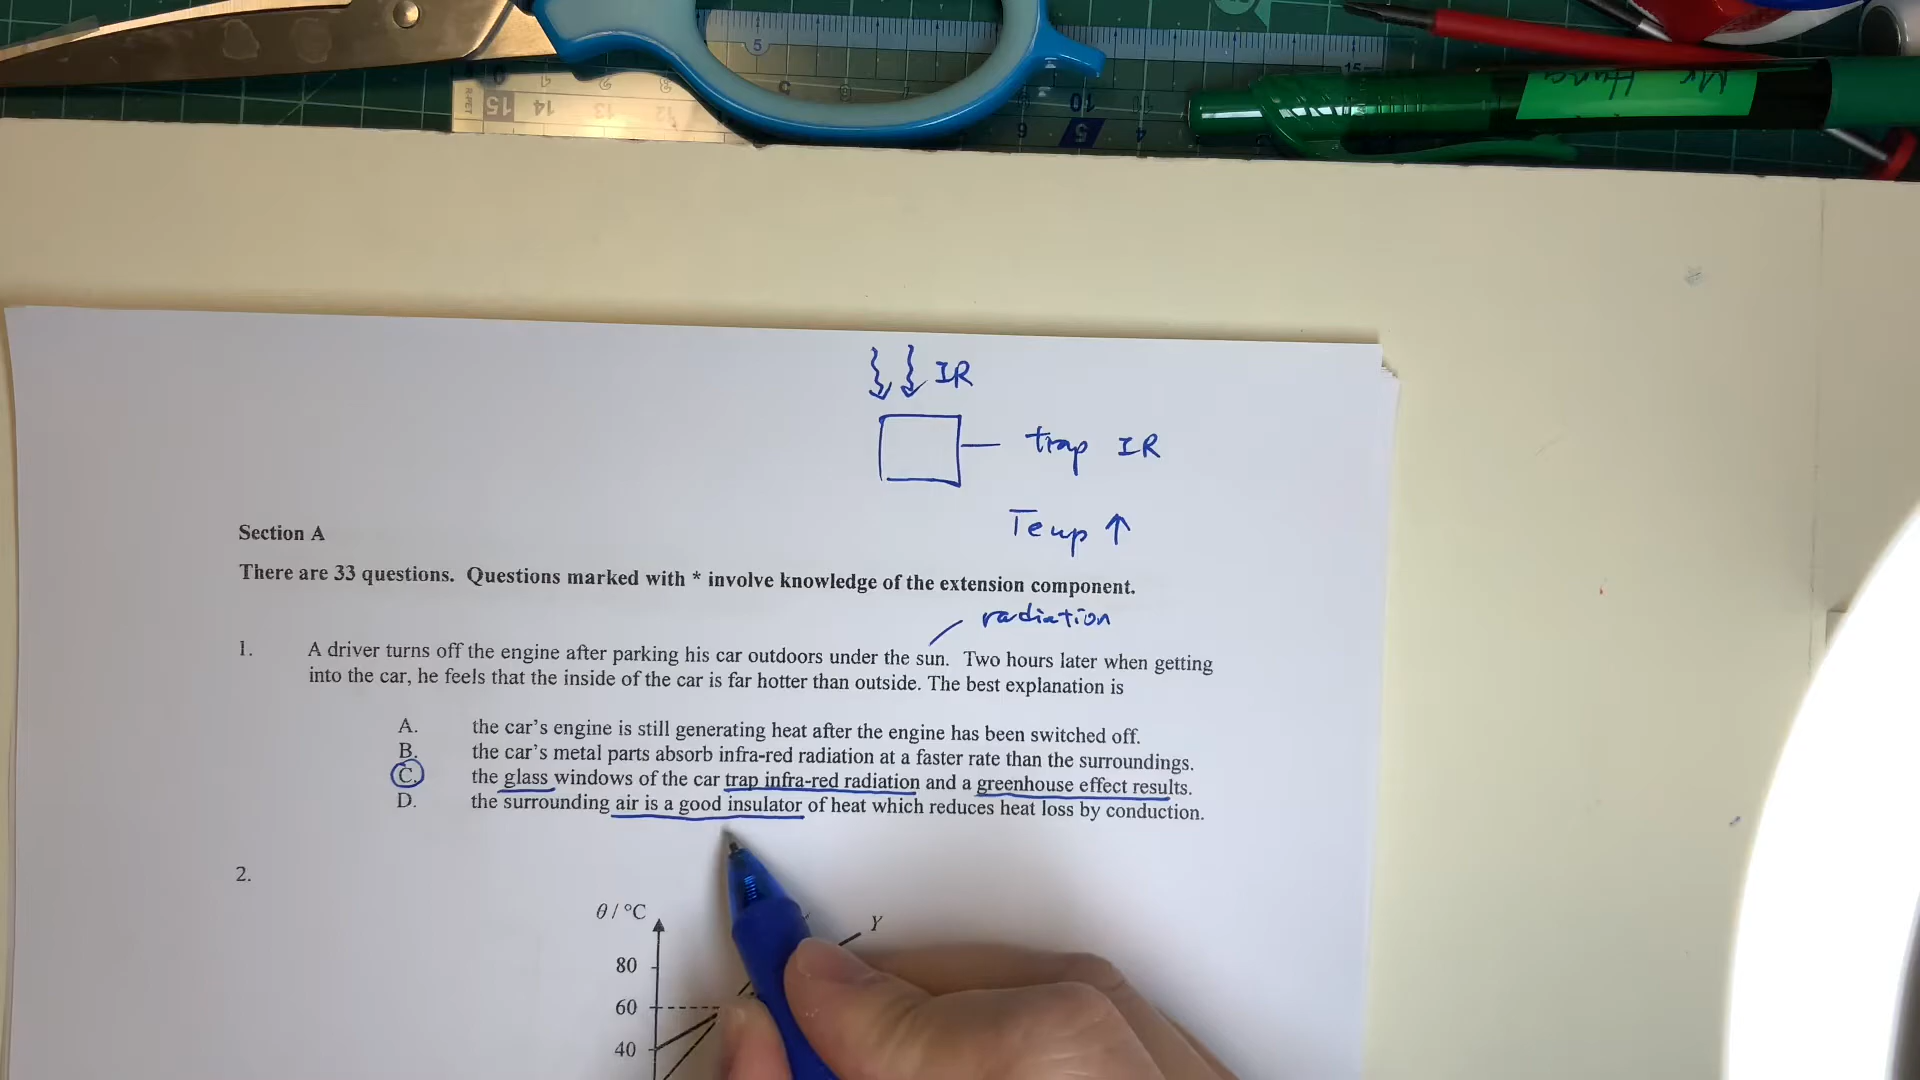 IR
trap IR
Temp ↑
Section A
There are 33 questions. Questions marked with * involve knowledge of the extension component.
radiation
1. A driver turns off the engine after parking his car outdoors under the sun. Two hours later when getting
into the car, he feels that the inside of the car is far hotter than outside. The best explanation is
A. the car's engine is still generating heat after the engine has been switched off.
B. the car's metal parts absorb infra-red radiation at a faster rate than the surroundings.
C. the glass windows of the car trap infra-red radiation and a greenhouse effect results.
D. the surrounding air is a good insulator of heat which reduces heat loss by conduction.
2.
θ / °C
Y
80
60
40